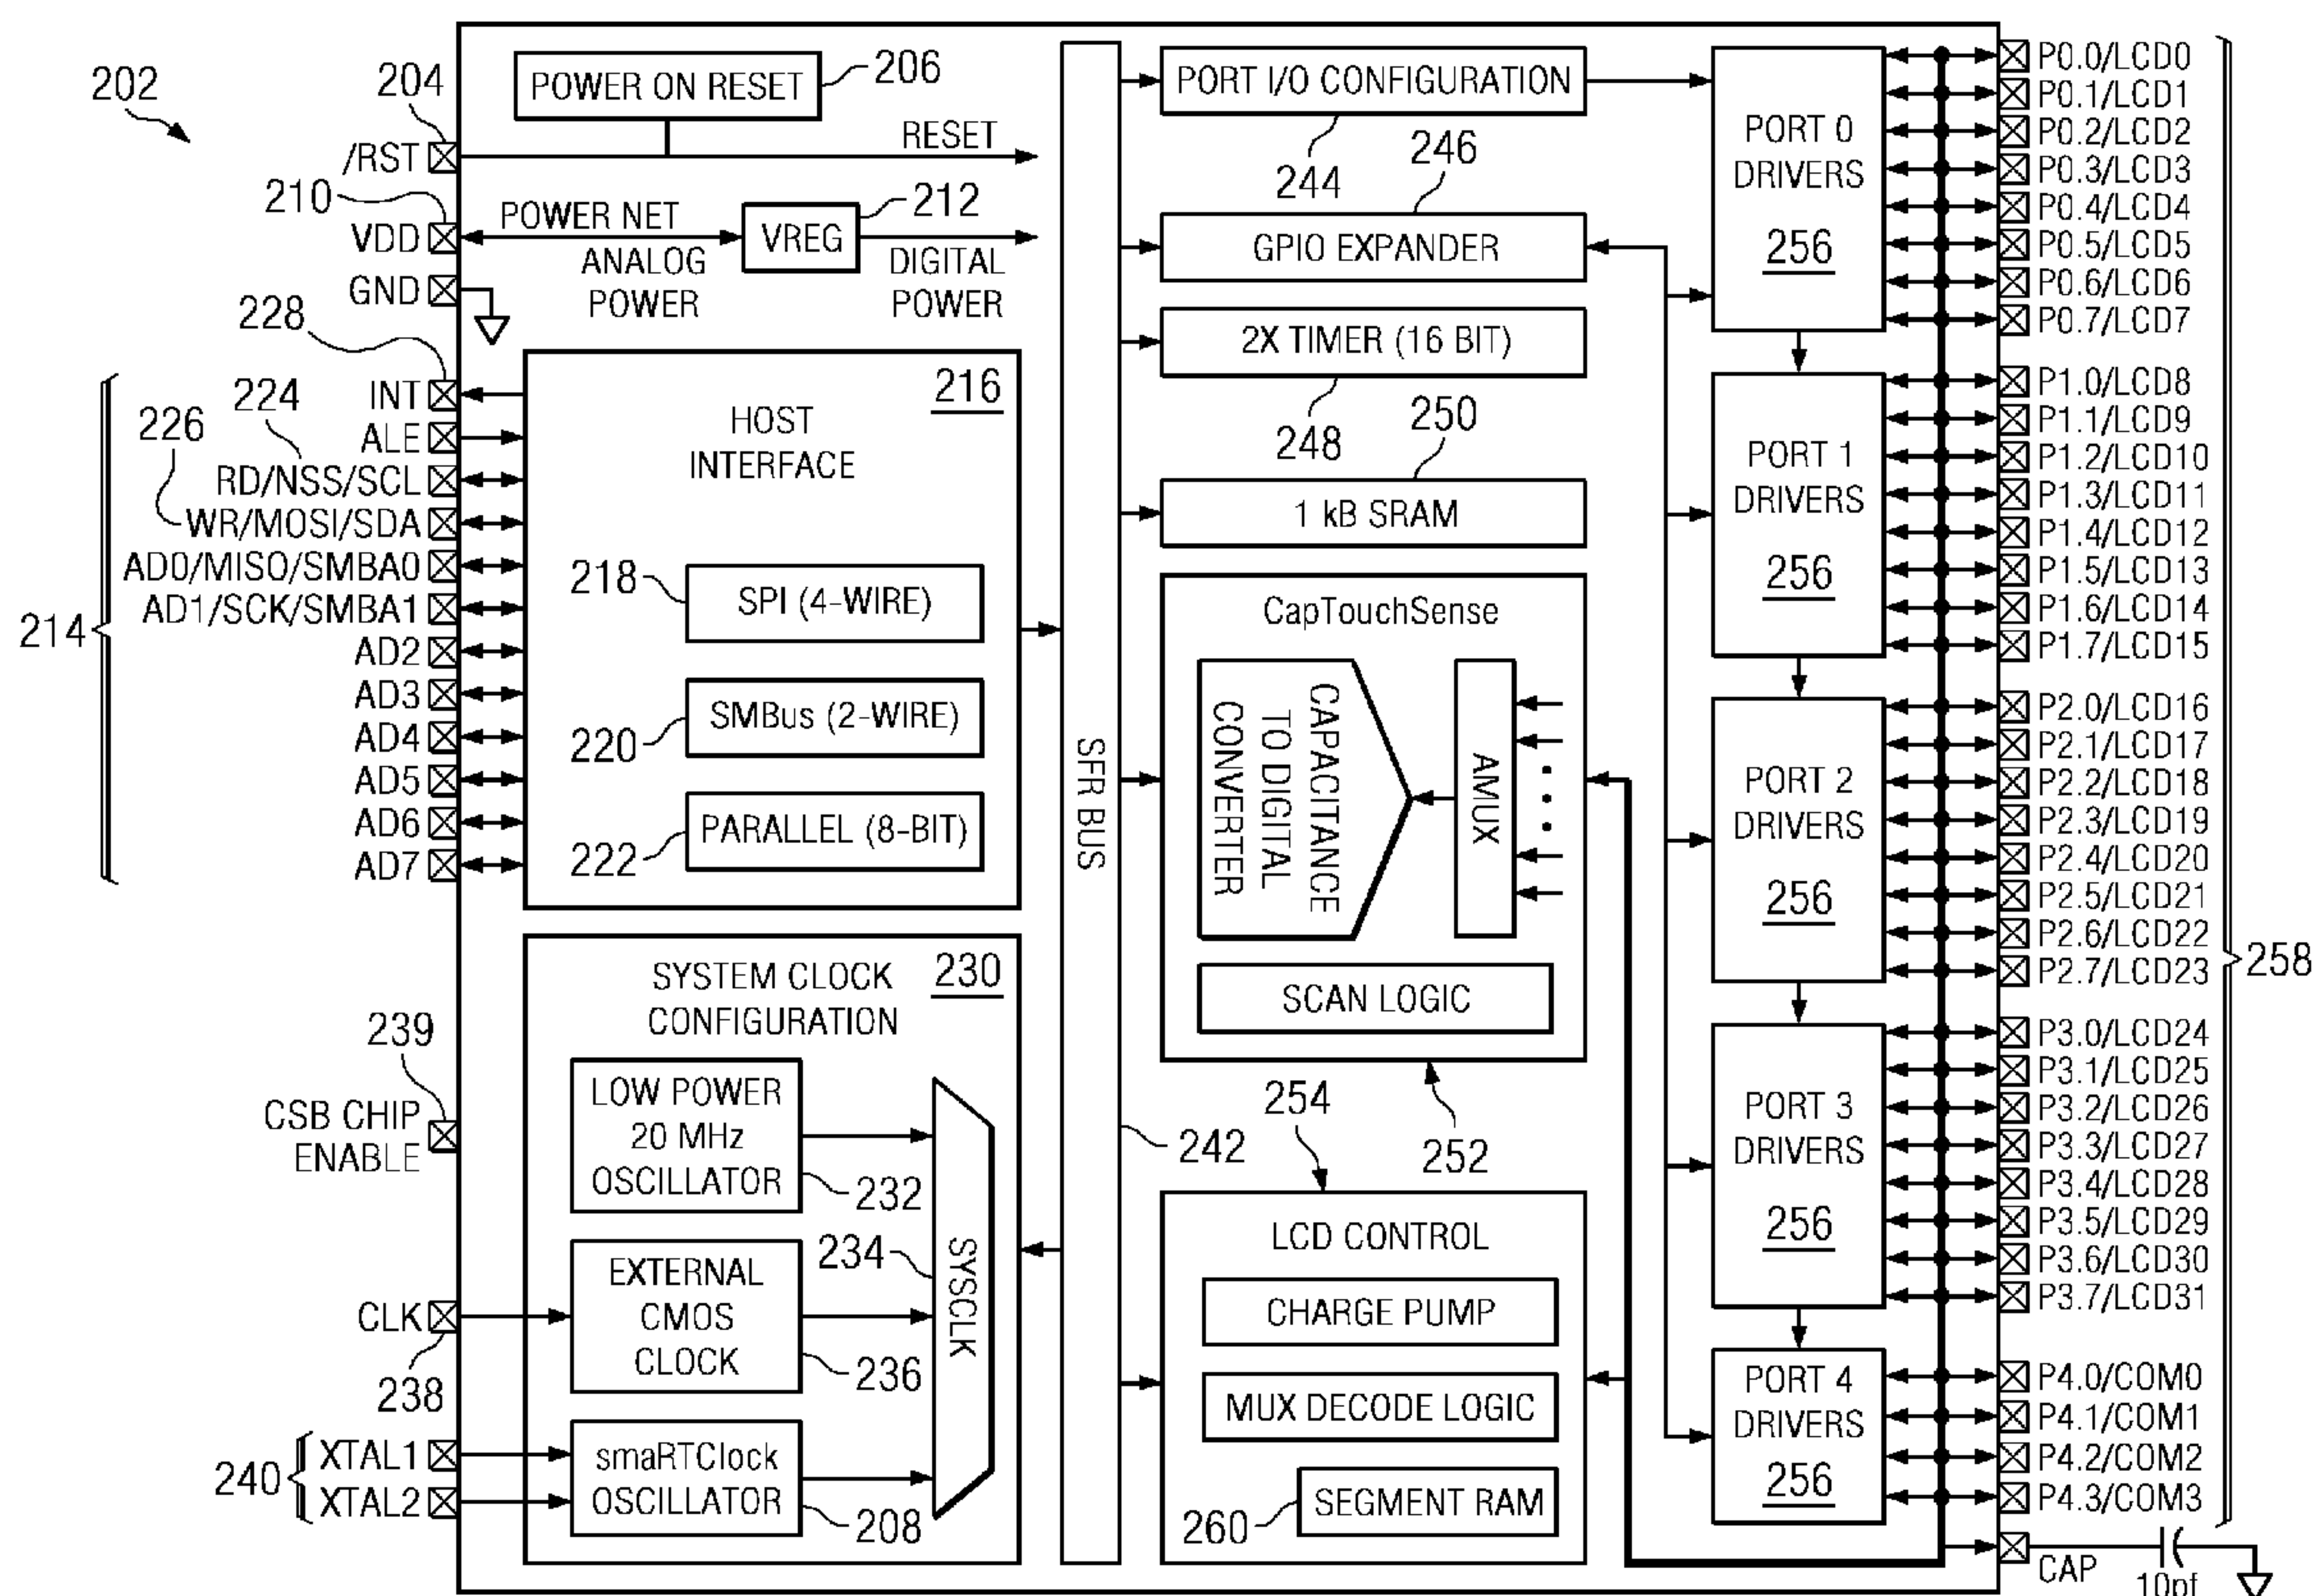 202
204
/RST
POWER ON RESET
206
RESET
210
VDD
POWER NET
ANALOG
POWER
VREG
212
DIGITAL
POWER
GND
228
214
INT
224
ALE
226
RD/NSS/SCL
WR/MOSI/SDA
AD0/MISO/SMBA0
AD1/SCK/SMBA1
AD2
AD3
AD4
AD5
AD6
AD7
216
HOST
INTERFACE
218
SPI (4-WIRE)
220
SMBus (2-WIRE)
222
PARALLEL (8-BIT)
239
CSB CHIP
ENABLE
CLK
238
240
XTAL1
XTAL2
SYSTEM CLOCK
CONFIGURATION
230
LOW POWER
20 MHz
OSCILLATOR
232
234
EXTERNAL
CMOS
CLOCK
236
smaRTClock
OSCILLATOR
208
SYSCLK
SFR BUS
242
PORT I/O CONFIGURATION
244
246
GPIO EXPANDER
2X TIMER (16 BIT)
248
250
1 kB SRAM
CapTouchSense
CAPACITANCE
TO DIGITAL
CONVERTER
AMUX
SCAN LOGIC
252
254
LCD CONTROL
CHARGE PUMP
MUX DECODE LOGIC
260
SEGMENT RAM
PORT 0
DRIVERS
256
PORT 1
DRIVERS
256
PORT 2
DRIVERS
256
PORT 3
DRIVERS
256
PORT 4
DRIVERS
256
P0.0/LCD0
P0.1/LCD1
P0.2/LCD2
P0.3/LCD3
P0.4/LCD4
P0.5/LCD5
P0.6/LCD6
P0.7/LCD7
P1.0/LCD8
P1.1/LCD9
P1.2/LCD10
P1.3/LCD11
P1.4/LCD12
P1.5/LCD13
P1.6/LCD14
P1.7/LCD15
P2.0/LCD16
P2.1/LCD17
P2.2/LCD18
P2.3/LCD19
P2.4/LCD20
P2.5/LCD21
P2.6/LCD22
P2.7/LCD23
258
P3.0/LCD24
P3.1/LCD25
P3.2/LCD26
P3.3/LCD27
P3.4/LCD28
P3.5/LCD29
P3.6/LCD30
P3.7/LCD31
P4.0/COM0
P4.1/COM1
P4.2/COM2
P4.3/COM3
CAP
10pf